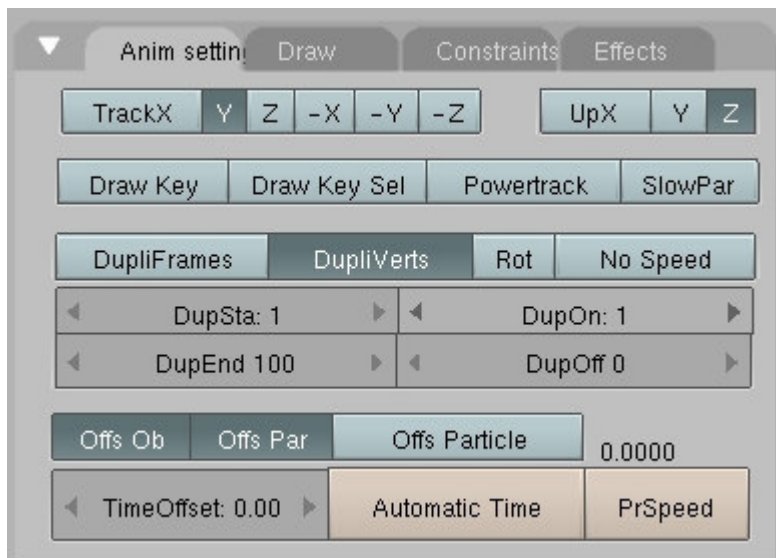 Anim setting Draw Constraints Effects
TrackX Y Z -X -Y -Z UpX Y Z
Draw Key Draw Key Sel Powertrack SlowPar
DupliFrames DupliVerts Rot No Speed
DupSta: 1 DupOn: 1
DupEnd 100 DupOff 0
Offs Ob Offs Par Offs Particle 0.0000
TimeOffset: 0.00 Automatic Time PrSpeed